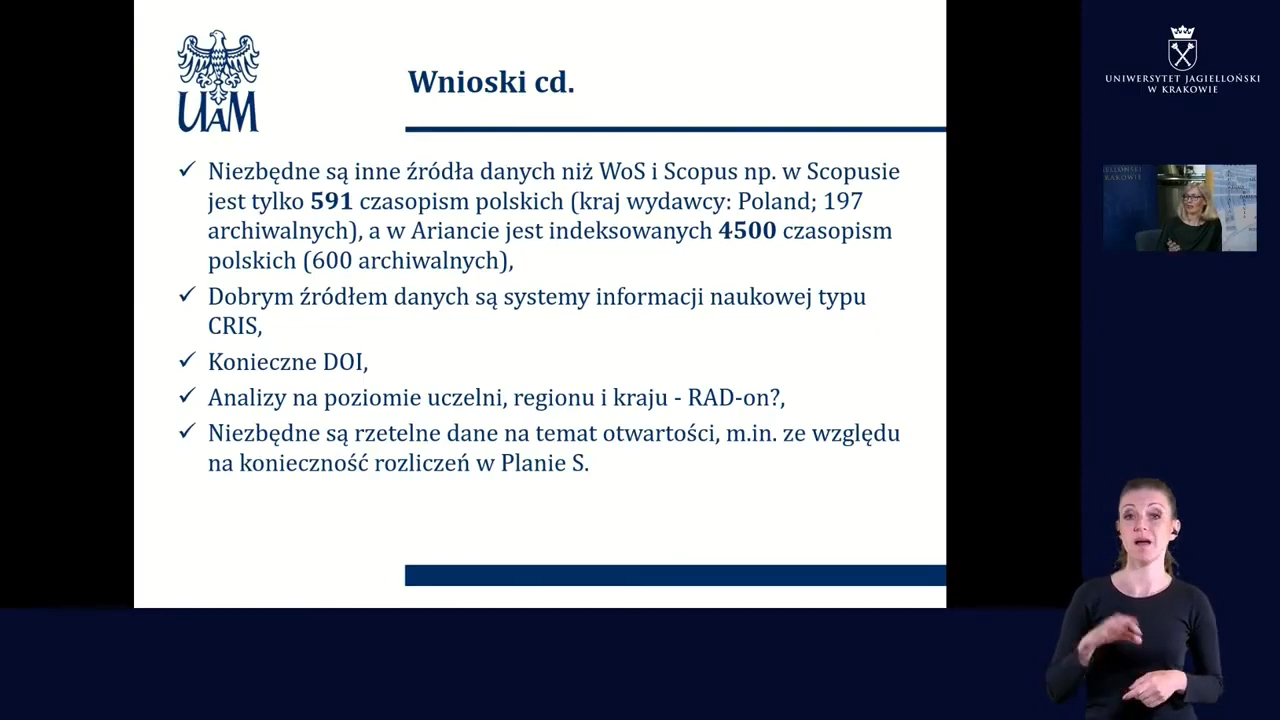 UAM
Wnioski cd.
✓ Niezbędne są inne źródła danych niż WoS i Scopus np. w Scopusie
jest tylko 591 czasopism polskich (kraj wydawcy: Poland; 197
archiwalnych), a w Ariancie jest indeksowanych 4500 czasopism
polskich (600 archiwalnych),
✓ Dobrym źródłem danych są systemy informacji naukowej typu
CRIS,
✓ Konieczne DOI,
✓ Analizy na poziomie uczelni, regionu i kraju - RAD-on?,
✓ Niezbędne są rzetelne dane na temat otwartości, m.in. ze względu
na konieczność rozliczeń w Planie S.
UNIWERSYTET JAGIELLOŃSKI
W KRAKOWIE